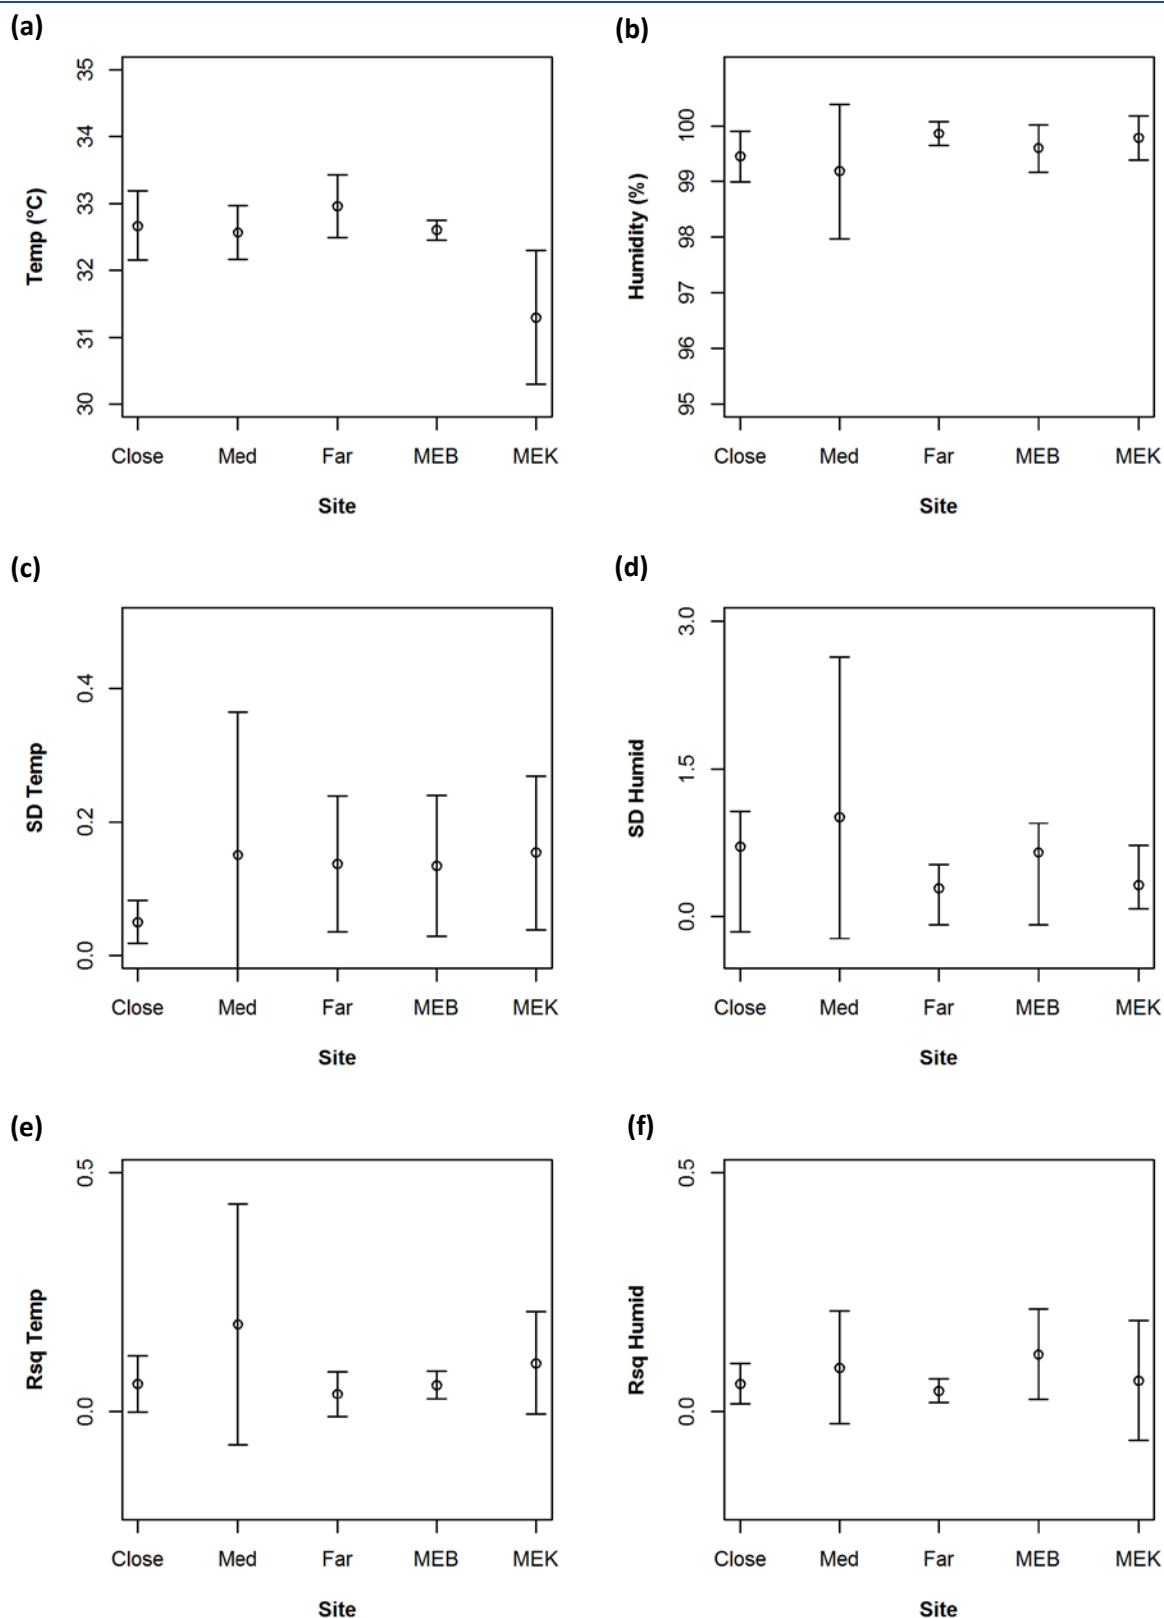 (a)
Temp (°C)
35
34
33
32
31
30
Close Med Far MEB MEK
Site
(b)
Humidity (%)
100
99
98
97
96
95
Close Med Far MEB MEK
Site
(c)
SD Temp
0.4
0.2
0.0
Close Med Far MEB MEK
Site
(d)
SD Humid
3.0
1.5
0.0
Close Med Far MEB MEK
Site
(e)
Rsq Temp
0.5
0.0
Close Med Far MEB MEK
Site
(f)
Rsq Humid
0.5
0.0
Close Med Far MEB MEK
Site